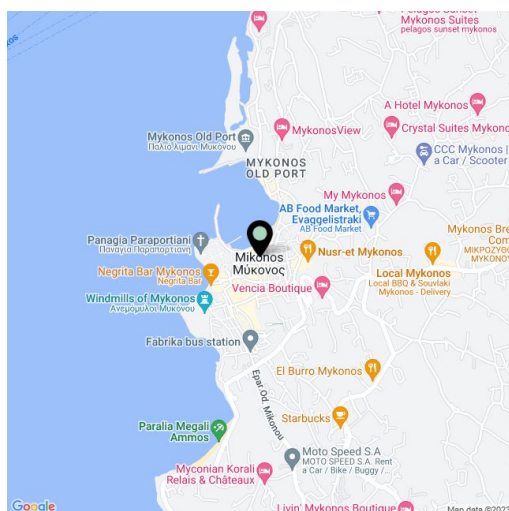 Pelagos Sunset
Mykonos Suites
pelagos sunset mykonos
A Hotel Mykonos
Mykonos Old Port
Παλιό λιμάνι Μυκόνου
MykonosView
Crystal Suites Mykono
MYKONOS
OLD PORT
CCC Mykonos |
a Car / Scooter
My Mykonos
AB Food Market,
Evaggelistraki
AB Food Market
Panagia Paraportiani
Παναγία Παραπορτιανή
Mykonos Bre
Com
ΜΙΚΡΟΖΥΘΟ
ΜΥΚΟΝΟΥ
Mikonos
Μύκονος
Nusr-et Mykonos
Negrita Bar Mykonos
Negrita Bar
Local Mykonos
Local BBQ & Souvlaki
Mykonos - Delivery
Vencia Boutique
Windmills of Mykonos
Ανεμόμυλοι Μυκόνου
Fabrika bus station
Epar.Od. Mikonou
El Burro Mykonos
Starbucks
Paralia Megali
Ammos
Moto Speed S.A
MOTO SPEED S.A. Rent
a Car / Bike / Buggy /...
Myconian Korali
Relais & Châteaux
Livin' Mykonos Boutique
Google
Map data ©2023